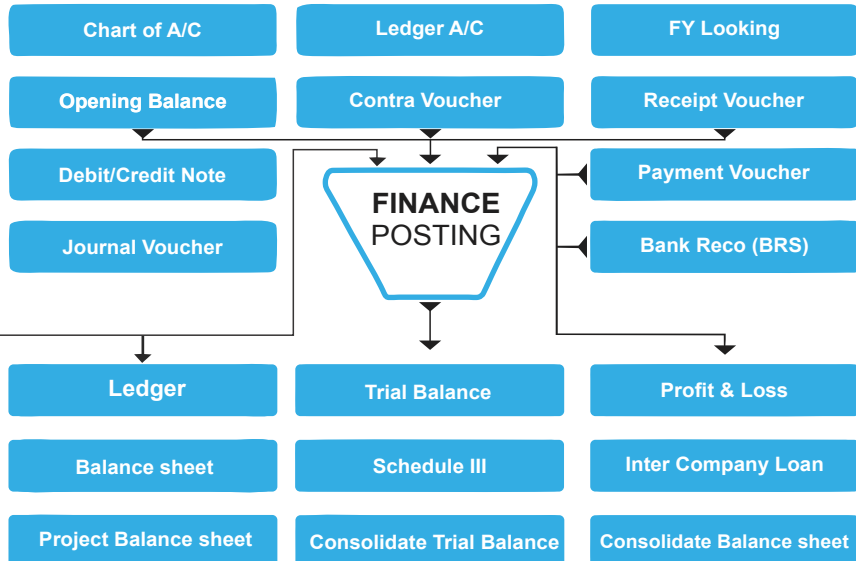 Chart of A/C
Ledger A/C
FY Looking
Opening Balance
Contra Voucher
Receipt Voucher
Debit/Credit Note
FINANCE
POSTING
Payment Voucher
Journal Voucher
Bank Reco (BRS)
Ledger
Trial Balance
Profit & Loss
Balance sheet
Schedule III
Inter Company Loan
Project Balance sheet
Consolidate Trial Balance
Consolidate Balance sheet